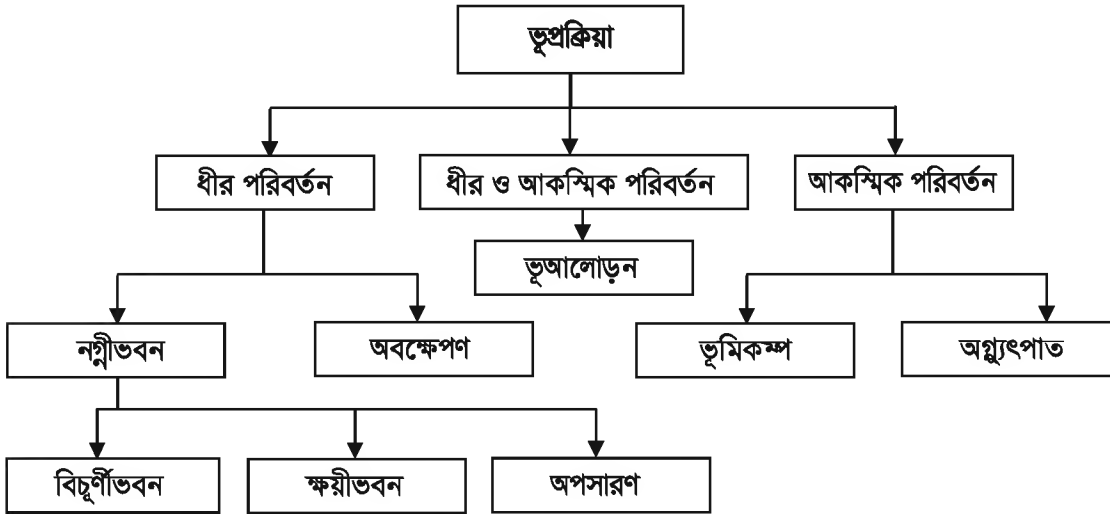 ভূপ্রক্রিয়া
ধীর পরিবর্তন
ধীর ও আকস্মিক পরিবর্তন
আকস্মিক পরিবর্তন
ভূআলোড়ন
নগ্নীভবন
অবক্ষেপণ
ভূমিকম্প
অগ্ন্যুৎপাত
বিচূর্ণীভবন
ক্ষয়ীভবন
অপসারণ